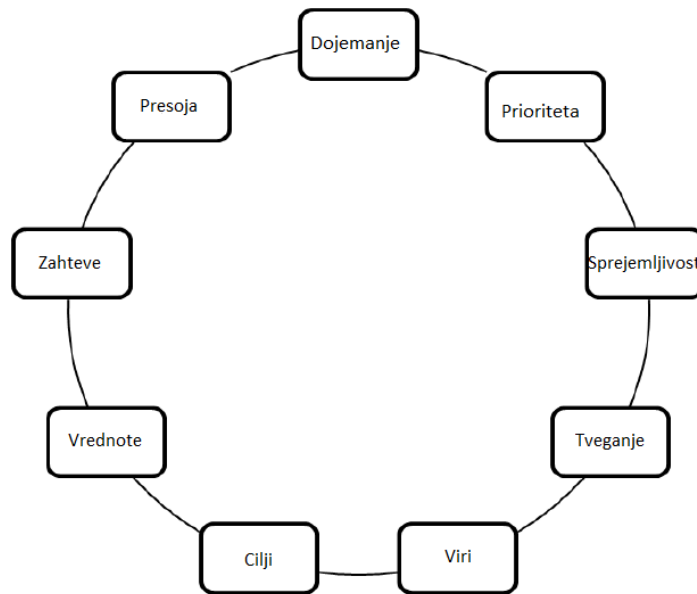 Dojemanje
Prioriteta
Sprejemljivost
Tveganje
Viri
Cilji
Vrednote
Zahteve
Presoja